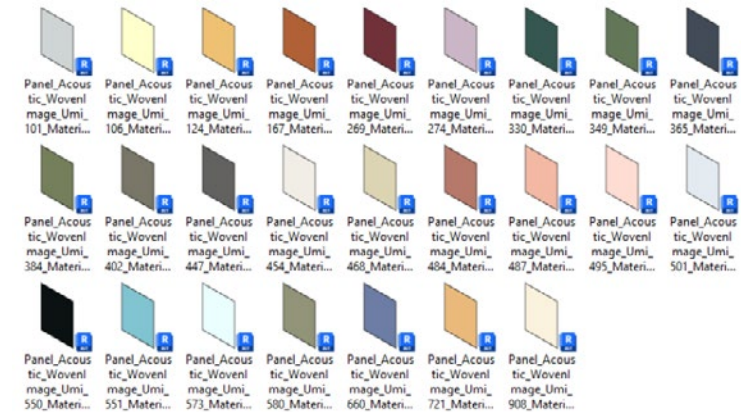 R R R R R R R R R
Panel_Acous Panel_Acous Panel_Acous Panel_Acous Panel_Acous Panel_Acous Panel_Acous Panel_Acous Panel_Acous
tic_WovenI tic_WovenI tic_WovenI tic_WovenI tic_WovenI tic_WovenI tic_WovenI tic_WovenI tic_WovenI
mage_Umi_ mage_Umi_ mage_Umi_ mage_Umi_ mage_Umi_ mage_Umi_ mage_Umi_ mage_Umi_ mage_Umi_
101_Materi... 106_Materi... 124_Materi... 167_Materi... 269_Materi... 274_Materi... 330_Materi... 349_Materi... 365_Materi...
R R R R R R R R R
Panel_Acous Panel_Acous Panel_Acous Panel_Acous Panel_Acous Panel_Acous Panel_Acous Panel_Acous Panel_Acous
tic_WovenI tic_WovenI tic_WovenI tic_WovenI tic_WovenI tic_WovenI tic_WovenI tic_WovenI tic_WovenI
mage_Umi_ mage_Umi_ mage_Umi_ mage_Umi_ mage_Umi_ mage_Umi_ mage_Umi_ mage_Umi_ mage_Umi_
384_Materi... 402_Materi... 447_Materi... 454_Materi... 468_Materi... 484_Materi... 487_Materi... 495_Materi... 501_Materi...
R R R R R R R
Panel_Acous Panel_Acous Panel_Acous Panel_Acous Panel_Acous Panel_Acous Panel_Acous
tic_WovenI tic_WovenI tic_WovenI tic_WovenI tic_WovenI tic_WovenI tic_WovenI
mage_Umi_ mage_Umi_ mage_Umi_ mage_Umi_ mage_Umi_ mage_Umi_ mage_Umi_
550_Materi... 551_Materi... 573_Materi... 580_Materi... 660_Materi... 721_Materi... 908_Materi...